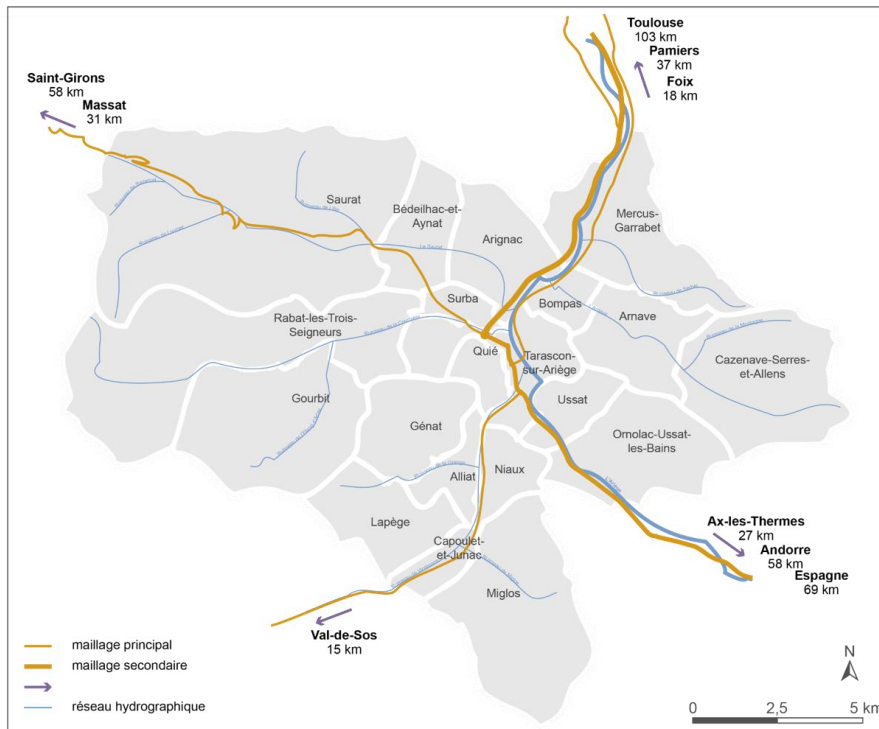 Toulouse
103 km
Pamiers
37 km
Foix
18 km
Saint-Girons
58 km
Massat
31 km
Saurat
Bédeilhac-et-
Aynat
Arignac
Mercus-
Garrabet
Surba
Bompas
Arnave
Rabat-les-Trois-
Seigneurs
Quié
Tarascon-
sur-Ariège
Cazenave-Serres-
et-Allens
Gourbit
Ussat
Génat
Ornolac-Ussat-
les-Bains
Alliat
Niaux
Lapège
Capoulet-
et-Junac
Miglos
Ax-les-Thermes
27 km
Andorre
58 km
Espagne
69 km
Val-de-Sos
15 km
maillage principal
maillage secondaire
réseau hydrographique
N
0 2,5 5 km